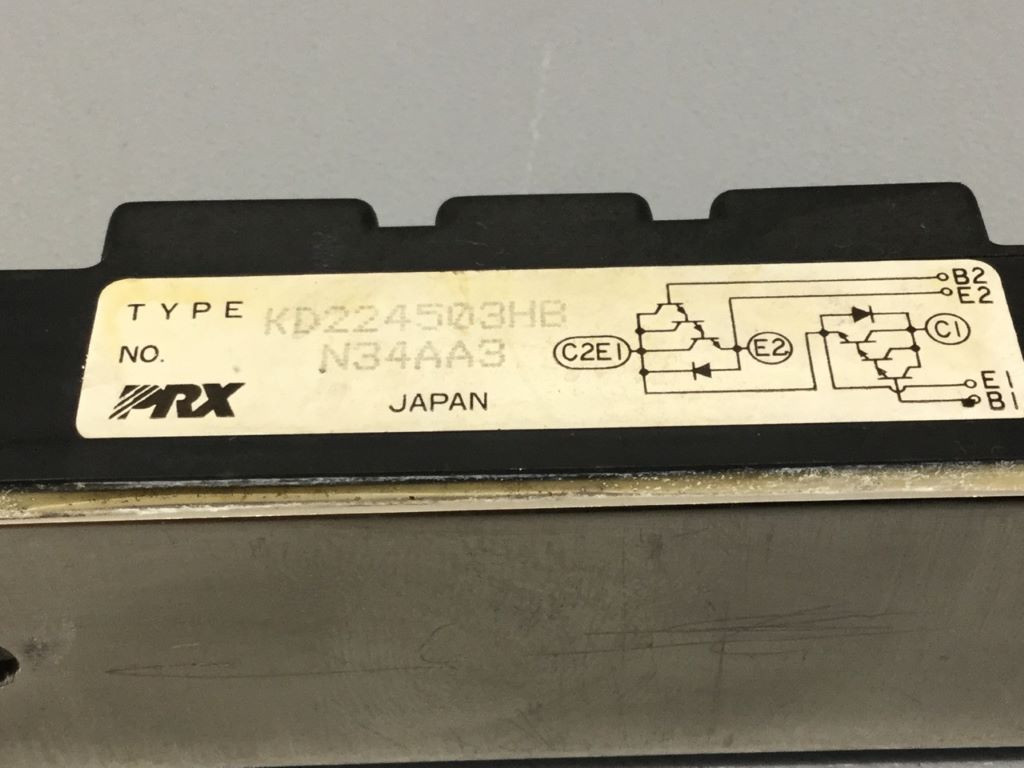 TYPE KD224503HB
NO. N34AA3
PRX JAPAN
B2
E2
C2E1 E2 C1
E1
B1